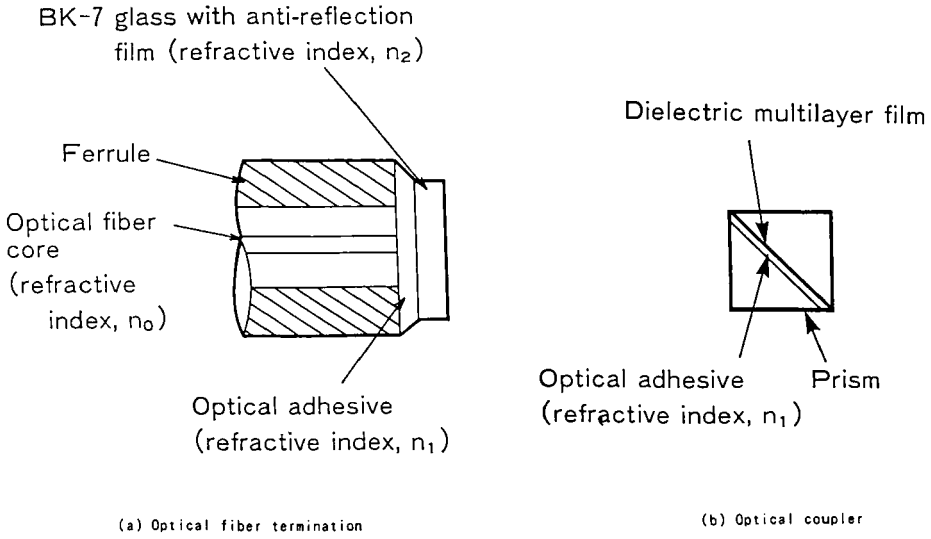 BK-7 glass with anti-reflection
film (refractive index, n₂)
Ferrule
Optical fiber
core
(refractive
index, n₀)
Optical adhesive
(refractive index, n₁)
(a) Optical fiber termination
Dielectric multilayer film
Optical adhesive
(refractive index, n₁)
Prism
(b) Optical coupler